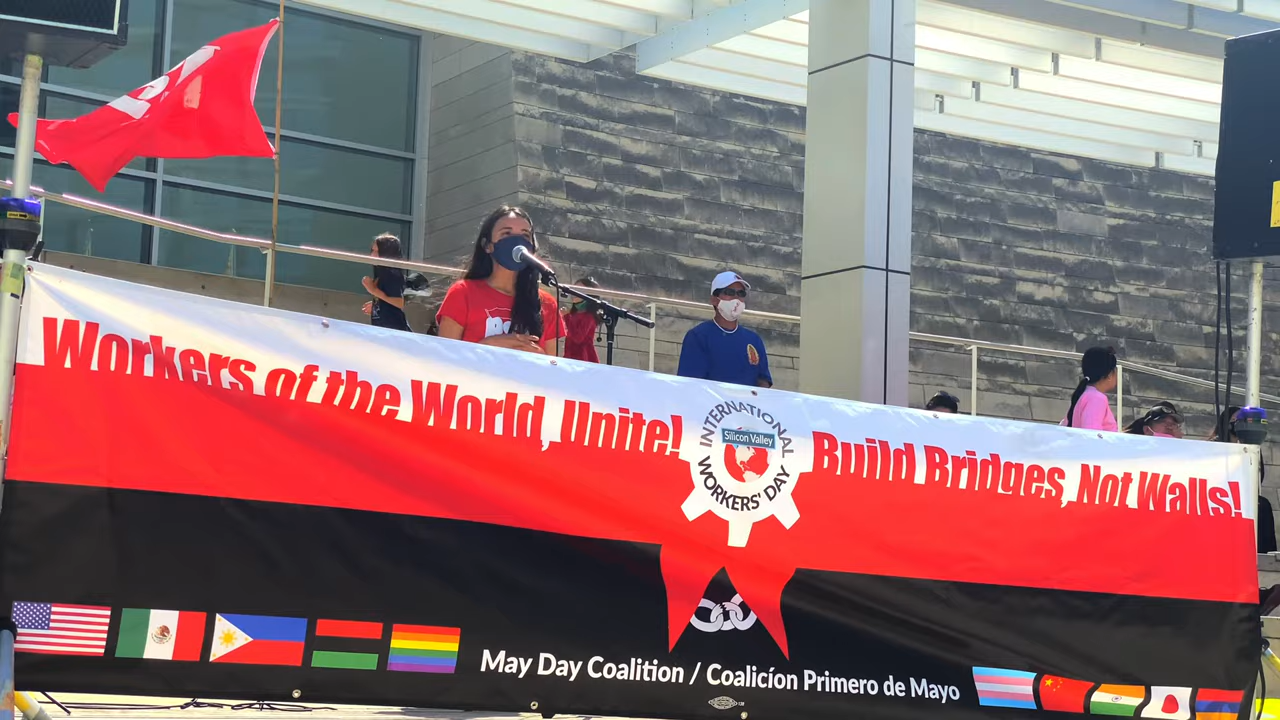 Workers of the World, Unite!
INTERNATIONAL
Silicon Valley
WORKERS' DAY
Build Bridges, Not Walls!
May Day Coalition / Coalicíon Primero de Mayo